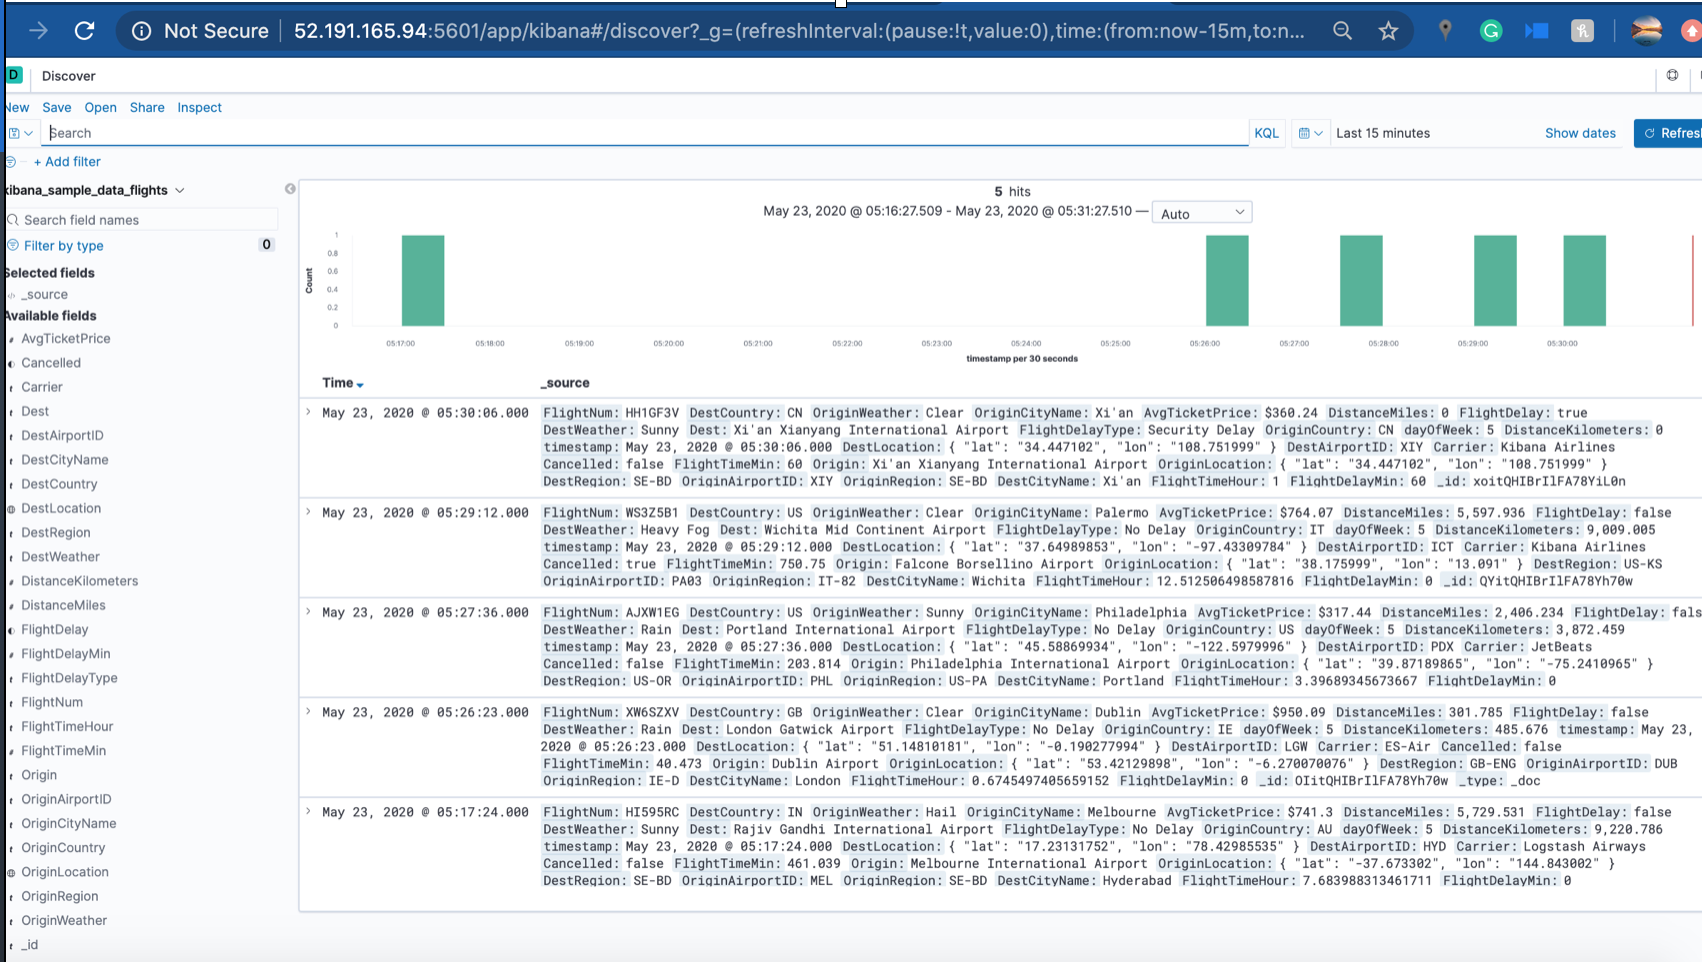 Not Secure | 52.191.165.94:5601/app/kibana#/discover?_g=(refreshInterval:(pause:!t,value:0),time:(from:now-15m,to:n...
D Discover
New Save Open Share Inspect
Search KQL Last 15 minutes Show dates Refresh
+ Add filter
kibana_sample_data_flights
Search field names
Filter by type 0
Selected fields
_source
Available fields
AvgTicketPrice
Cancelled
Carrier
Dest
DestAirportID
DestCityName
DestCountry
DestLocation
DestRegion
DestWeather
DistanceKilometers
DistanceMiles
FlightDelay
FlightDelayMin
FlightDelayType
FlightNum
FlightTimeHour
FlightTimeMin
Origin
OriginAirportID
OriginCityName
OriginCountry
OriginLocation
OriginRegion
OriginWeather
_id
5 hits
May 23, 2020 @ 05:16:27.509 - May 23, 2020 @ 05:31:27.510 — Auto
Count
1
0.8
0.6
0.4
0.2
0
05:17:00 05:18:00 05:19:00 05:20:00 05:21:00 05:22:00 05:23:00 05:24:00 05:25:00 05:26:00 05:27:00 05:28:00 05:29:00 05:30:00
timestamp per 30 seconds
Time _source
May 23, 2020 @ 05:30:06.000 FlightNum: HH1GF3V DestCountry: CN OriginWeather: Clear OriginCityName: Xi'an AvgTicketPrice: $360.24 DistanceMiles: 0 FlightDelay: true
DestWeather: Sunny Dest: Xi'an Xianyang International Airport FlightDelayType: Security Delay OriginCountry: CN dayOfWeek: 5 DistanceKilometers: 0
timestamp: May 23, 2020 @ 05:30:06.000 DestLocation: { "lat": "34.447102", "lon": "108.751999" } DestAirportID: XIY Carrier: Kibana Airlines
Cancelled: false FlightTimeMin: 60 Origin: Xi'an Xianyang International Airport OriginLocation: { "lat": "34.447102", "lon": "108.751999" }
DestRegion: SE-BD OriginAirportID: XIY OriginRegion: SE-BD DestCityName: Xi'an FlightTimeHour: 1 FlightDelayMin: 60 _id: xoitQHIBrIlFA78YiL0n
May 23, 2020 @ 05:29:12.000 FlightNum: WS3Z5B1 DestCountry: US OriginWeather: Clear OriginCityName: Palermo AvgTicketPrice: $764.07 DistanceMiles: 5,597.936 FlightDelay: false
DestWeather: Heavy Fog Dest: Wichita Mid Continent Airport FlightDelayType: No Delay OriginCountry: IT dayOfWeek: 5 DistanceKilometers: 9,009.005
timestamp: May 23, 2020 @ 05:29:12.000 DestLocation: { "lat": "37.64989853", "lon": "-97.43309784" } DestAirportID: ICT Carrier: Kibana Airlines
Cancelled: true FlightTimeMin: 750.75 Origin: Falcone Borsellino Airport OriginLocation: { "lat": "38.175999", "lon": "13.091" } DestRegion: US-KS
OriginAirportID: PA03 OriginRegion: IT-82 DestCityName: Wichita FlightTimeHour: 12.512506498587816 FlightDelayMin: 0 _id: QYitQHIBrIlFA78Yh70w
May 23, 2020 @ 05:27:36.000 FlightNum: AJXW1EG DestCountry: US OriginWeather: Sunny OriginCityName: Philadelphia AvgTicketPrice: $317.44 DistanceMiles: 2,406.234 FlightDelay: fals
DestWeather: Rain Dest: Portland International Airport FlightDelayType: No Delay OriginCountry: US dayOfWeek: 5 DistanceKilometers: 3,872.459
timestamp: May 23, 2020 @ 05:27:36.000 DestLocation: { "lat": "45.58869934", "lon": "-122.5979996" } DestAirportID: PDX Carrier: JetBeats
Cancelled: false FlightTimeMin: 203.814 Origin: Philadelphia International Airport OriginLocation: { "lat": "39.87189865", "lon": "-75.2410965" }
DestRegion: US-OR OriginAirportID: PHL OriginRegion: US-PA DestCityName: Portland FlightTimeHour: 3.39689345673667 FlightDelayMin: 0
May 23, 2020 @ 05:26:23.000 FlightNum: XW6SZXV DestCountry: GB OriginWeather: Clear OriginCityName: Dublin AvgTicketPrice: $950.09 DistanceMiles: 301.785 FlightDelay: false
DestWeather: Rain Dest: London Gatwick Airport FlightDelayType: No Delay OriginCountry: IE dayOfWeek: 5 DistanceKilometers: 485.676 timestamp: May 23,
2020 @ 05:26:23.000 DestLocation: { "lat": "51.14810181", "lon": "-0.190277994" } DestAirportID: LGW Carrier: ES-Air Cancelled: false
FlightTimeMin: 40.473 Origin: Dublin Airport OriginLocation: { "lat": "53.42129898", "lon": "-6.270070076" } DestRegion: GB-ENG OriginAirportID: DUB
OriginRegion: IE-D DestCityName: London FlightTimeHour: 0.6745497405659152 FlightDelayMin: 0 _id: OIitQHIBrIlFA78Yh70w _type: _doc
May 23, 2020 @ 05:17:24.000 FlightNum: HI595RC DestCountry: IN OriginWeather: Hail OriginCityName: Melbourne AvgTicketPrice: $741.3 DistanceMiles: 5,729.531 FlightDelay: false
DestWeather: Sunny Dest: Rajiv Gandhi International Airport FlightDelayType: No Delay OriginCountry: AU dayOfWeek: 5 DistanceKilometers: 9,220.786
timestamp: May 23, 2020 @ 05:17:24.000 DestLocation: { "lat": "17.23131752", "lon": "78.42985535" } DestAirportID: HYD Carrier: Logstash Airways
Cancelled: false FlightTimeMin: 461.039 Origin: Melbourne International Airport OriginLocation: { "lat": "-37.673302", "lon": "144.843002" }
DestRegion: SE-BD OriginAirportID: MEL OriginRegion: SE-BD DestCityName: Hyderabad FlightTimeHour: 7.683988313461711 FlightDelayMin: 0